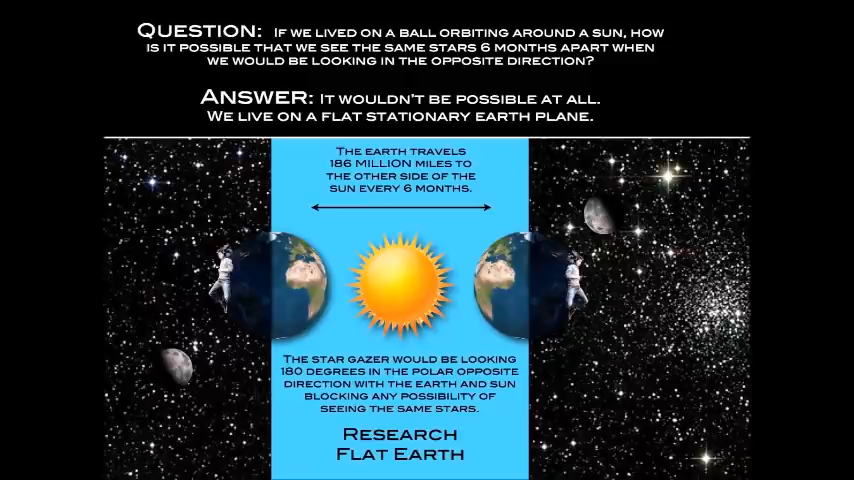 QUESTION: IF WE LIVED ON A BALL ORBITING AROUND A SUN, HOW
IS IT POSSIBLE THAT WE SEE THE SAME STARS 6 MONTHS APART WHEN
WE WOULD BE LOOKING IN THE OPPOSITE DIRECTION?
ANSWER: IT WOULDN'T BE POSSIBLE AT ALL.
WE LIVE ON A FLAT STATIONARY EARTH PLANE.
THE EARTH TRAVELS
186 MILLION MILES TO
THE OTHER SIDE OF THE
SUN EVERY 6 MONTHS.
THE STAR GAZER WOULD BE LOOKING
180 DEGREES IN THE POLAR OPPOSITE
DIRECTION WITH THE EARTH AND SUN
BLOCKING ANY POSSIBILITY OF
SEEING THE SAME STARS.
RESEARCH
FLAT EARTH